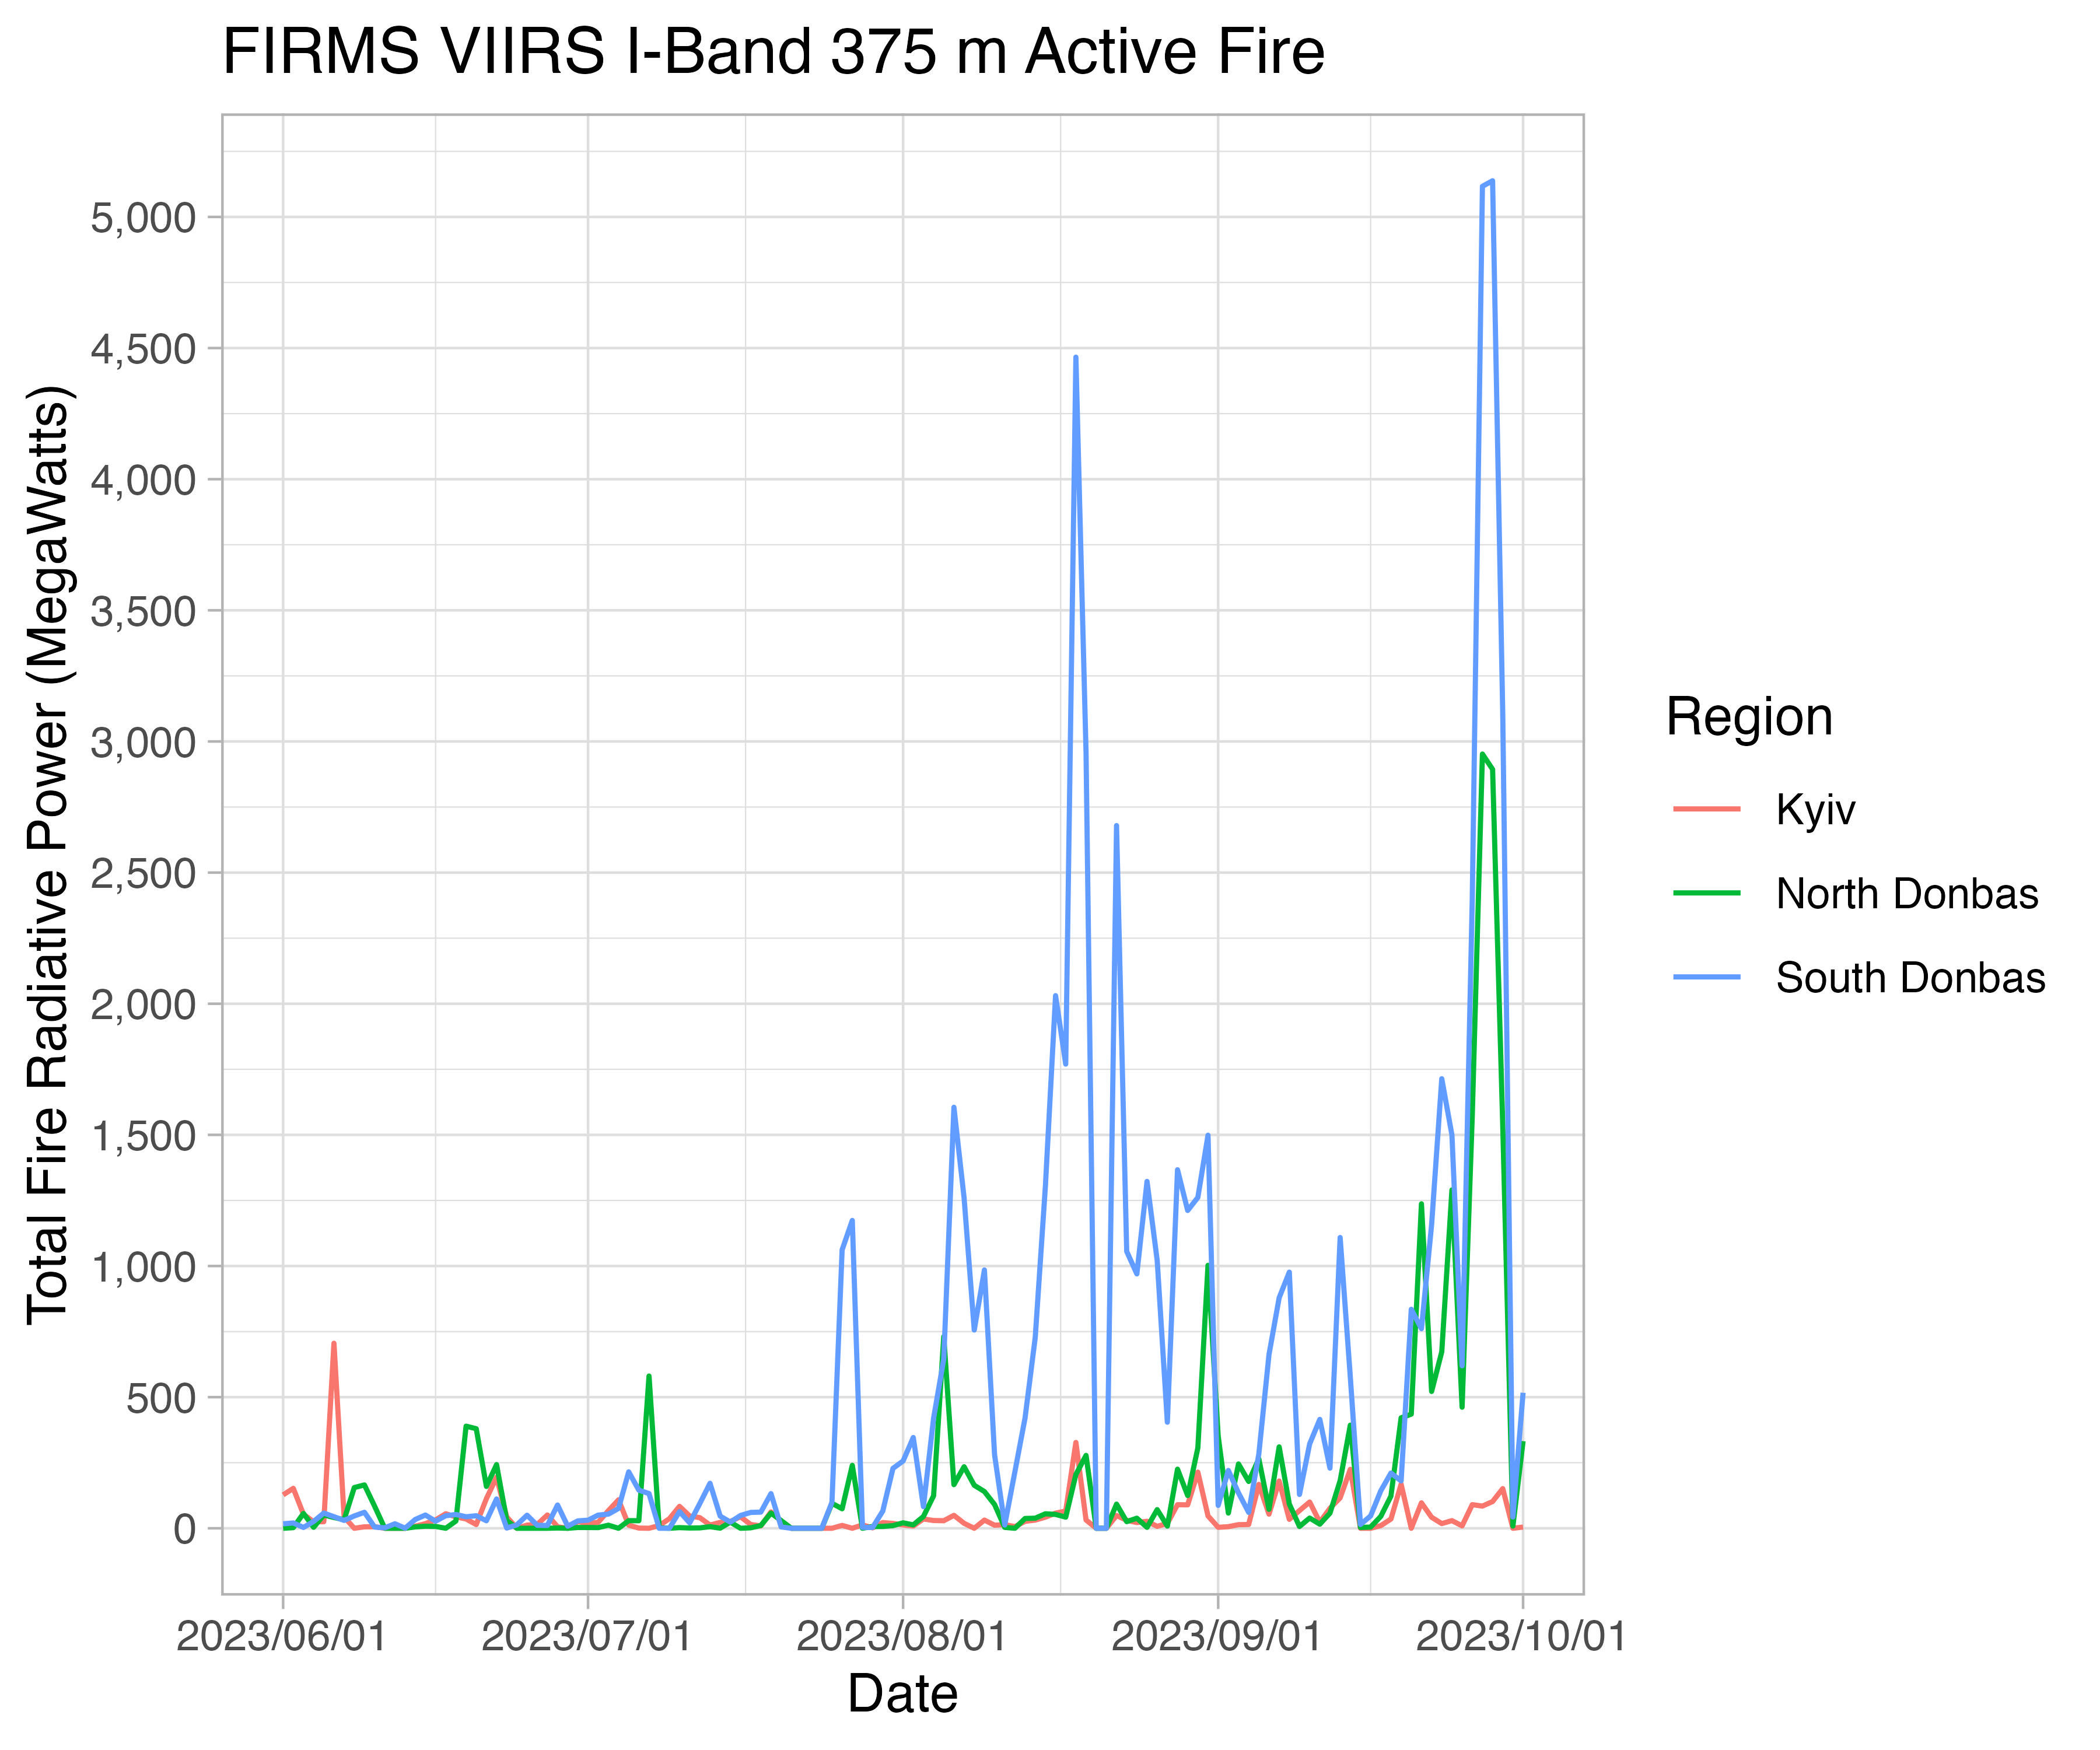 FIRMS VIIRS I-Band 375 m Active Fire
Total Fire Radiative Power (MegaWatts)
5,000
4,500
4,000
3,500
3,000
2,500
2,000
1,500
1,000
500
0
2023/06/01 2023/07/01 2023/08/01 2023/09/01 2023/10/01
Date
Region
Kyiv
North Donbas
South Donbas